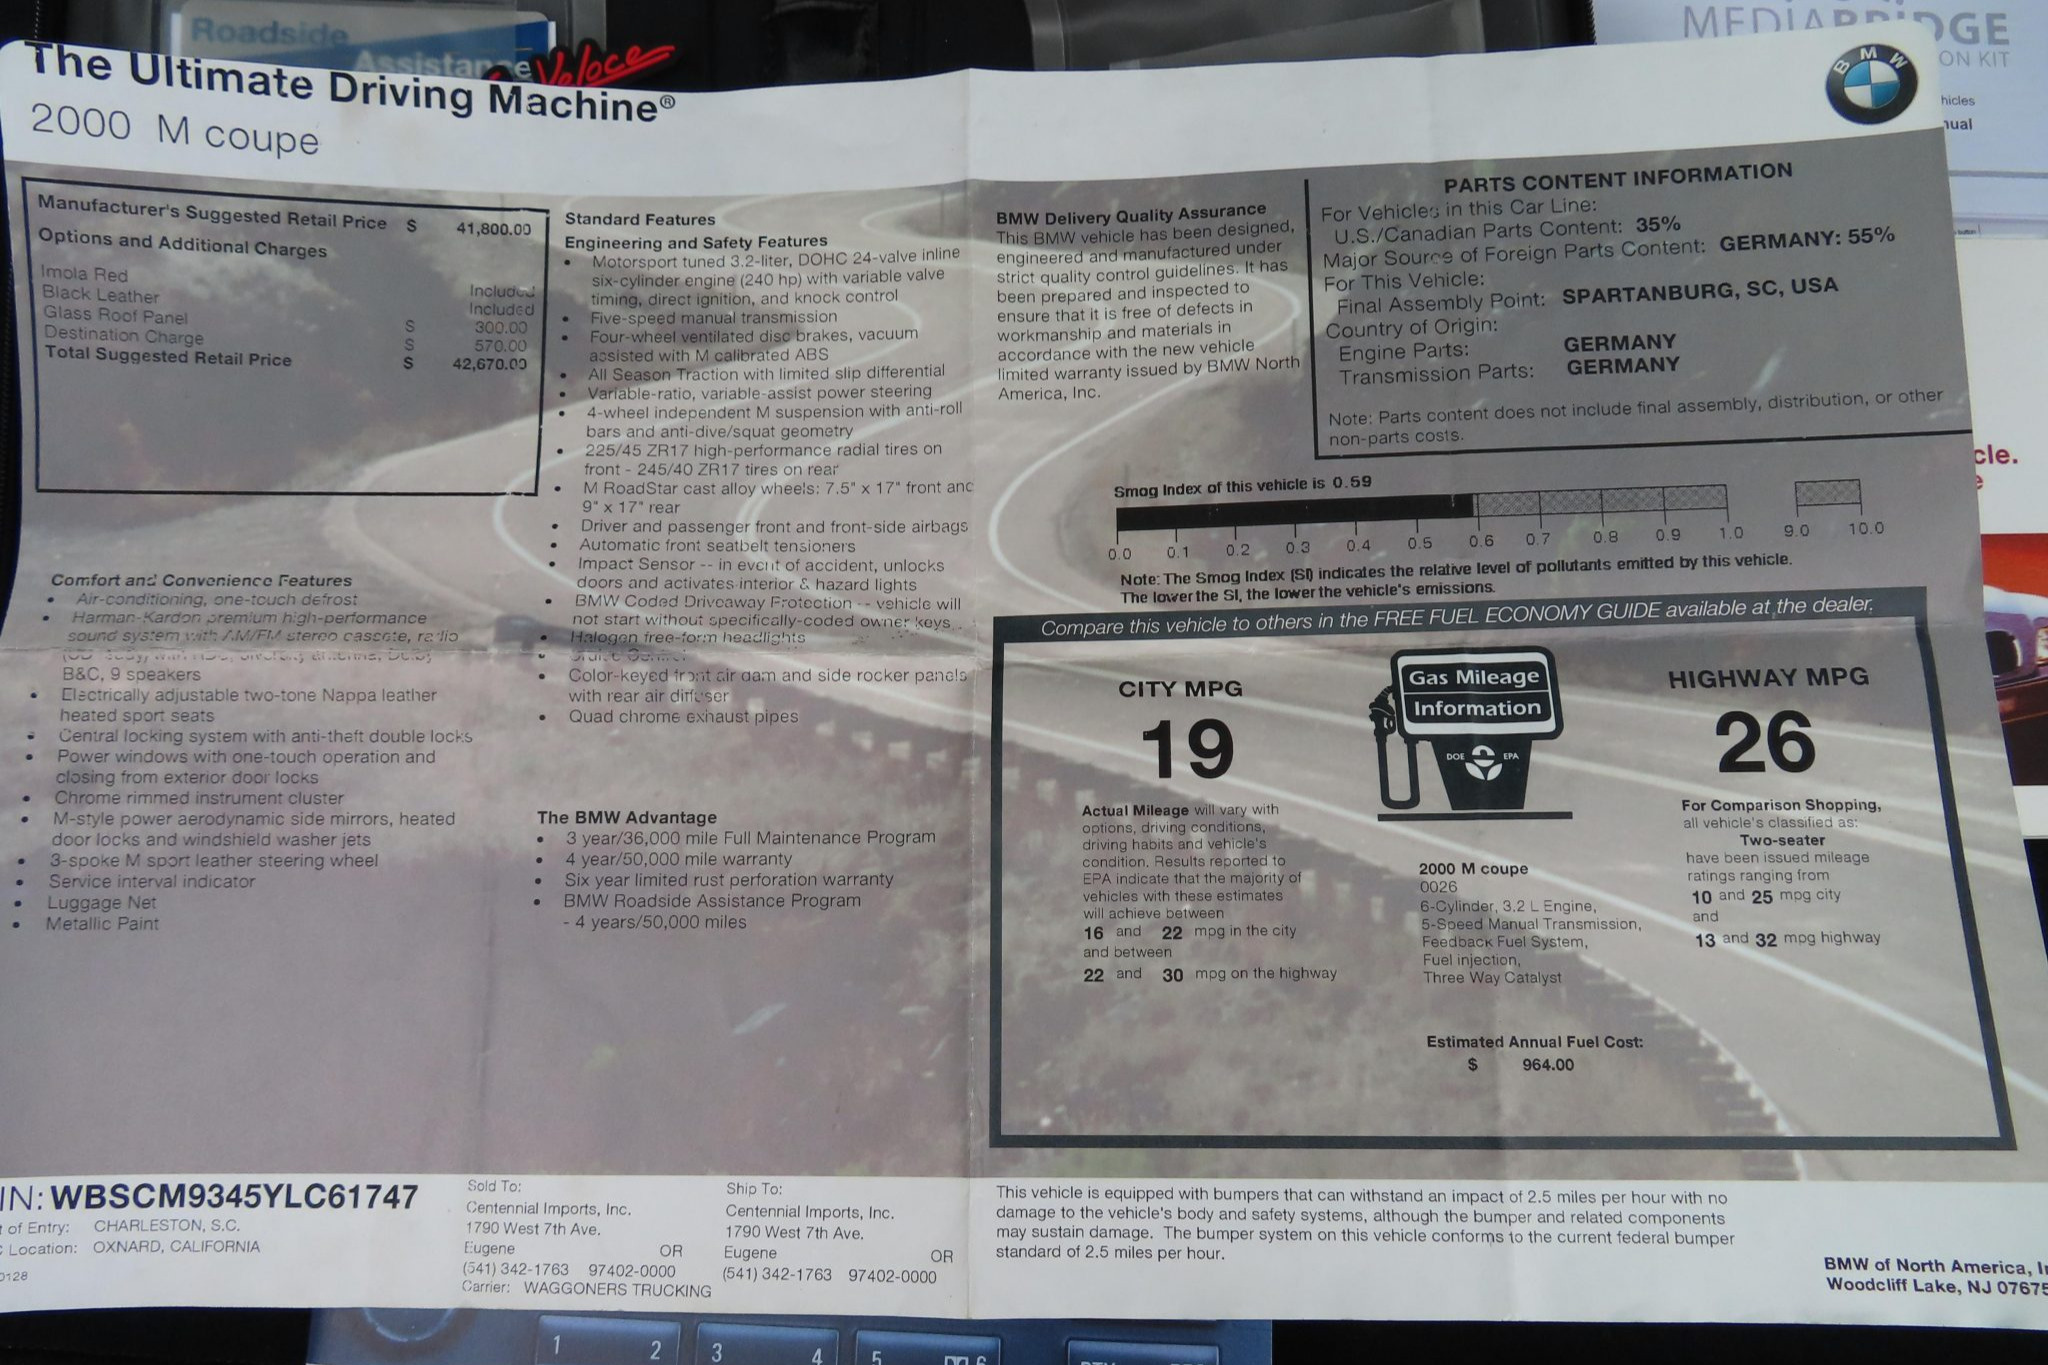 Roadside
Assistance
Veloce
MEDIABRIDGE
ON KIT
hicles
nual
The Ultimate Driving Machine®
2000 M coupe
BMW
Manufacturer's Suggested Retail Price $ 41,800.00
Options and Additional Charges
Imola Red Included
Black Leather Included
Glass Roof Panel $ 300.00
Destination Charge $ 570.00
Total Suggested Retail Price $ 42,670.00
Comfort and Convenience Features
• Air-conditioning, one-touch defrost
• Harman-Kardon premium high-performance
sound system with AM/FM stereo cassette, radio
B&C, 9 speakers
• Electrically adjustable two-tone Nappa leather
heated sport seats
• Central locking system with anti-theft double locks
• Power windows with one-touch operation and
closing from exterior door locks
• Chrome rimmed instrument cluster
• M-style power aerodynamic side mirrors, heated
door locks and windshield washer jets
• 3-spoke M sport leather steering wheel
• Service interval indicator
• Luggage Net
• Metallic Paint
Standard Features
Engineering and Safety Features
• Motorsport tuned 3.2-liter, DOHC 24-valve inline
six-cylinder engine (240 hp) with variable valve
timing, direct ignition, and knock control
• Five-speed manual transmission
• Four-wheel ventilated disc brakes, vacuum
assisted with M calibrated ABS
• All Season Traction with limited slip differential
• Variable-ratio, variable-assist power steering
• 4-wheel independent M suspension with anti-roll
bars and anti-dive/squat geometry
• 225/45 ZR17 high-performance radial tires on
front - 245/40 ZR17 tires on rear
• M RoadStar cast alloy wheels: 7.5" x 17" front and
9" x 17" rear
• Driver and passenger front and front-side airbags
• Automatic front seatbelt tensioners
• Impact Sensor -- in event of accident, unlocks
doors and activates interior & hazard lights
• BMW Coded Driveaway Protection -- vehicle will
not start without specifically-coded owner keys
• Halogen free-form headlights
• Cruise Control
• Color-keyed front air dam and side rocker panels
with rear air diffuser
• Quad chrome exhaust pipes
The BMW Advantage
• 3 year/36,000 mile Full Maintenance Program
• 4 year/50,000 mile warranty
• Six year limited rust perforation warranty
• BMW Roadside Assistance Program
- 4 years/50,000 miles
BMW Delivery Quality Assurance
This BMW vehicle has been designed,
engineered and manufactured under
strict quality control guidelines. It has
been prepared and inspected to
ensure that it is free of defects in
workmanship and materials in
accordance with the new vehicle
limited warranty issued by BMW North
America, Inc.
PARTS CONTENT INFORMATION
For Vehicles in this Car Line:
U.S./Canadian Parts Content: 35%
Major Source of Foreign Parts Content: GERMANY: 55%
For This Vehicle:
Final Assembly Point: SPARTANBURG, SC, USA
Country of Origin:
Engine Parts: GERMANY
Transmission Parts: GERMANY
Note: Parts content does not include final assembly, distribution, or other
non-parts costs.
cle.
Smog Index of this vehicle is 0.59
0.0 0.1 0.2 0.3 0.4 0.5 0.6 0.7 0.8 0.9 1.0 9.0 10.0
Note: The Smog Index (SI) indicates the relative level of pollutants emitted by this vehicle.
The lower the SI, the lower the vehicle's emissions.
Compare this vehicle to others in the FREE FUEL ECONOMY GUIDE available at the dealer.
CITY MPG
19
Gas Mileage
Information
DOE EPA
HIGHWAY MPG
26
Actual Mileage will vary with
options, driving conditions,
driving habits and vehicle's
condition. Results reported to
EPA indicate that the majority of
vehicles with these estimates
will achieve between
16 and 22 mpg in the city
and between
22 and 30 mpg on the highway
2000 M coupe
0026
6-Cylinder, 3.2 L Engine,
5-Speed Manual Transmission,
Feedback Fuel System,
Fuel injection,
Three Way Catalyst
Estimated Annual Fuel Cost:
$ 964.00
For Comparison Shopping,
all vehicle's classified as:
Two-seater
have been issued mileage
ratings ranging from
10 and 25 mpg city
and
13 and 32 mpg highway
IN: WBSCM9345YLC61747
t of Entry: CHARLESTON, S.C.
Location: OXNARD, CALIFORNIA
0128
Sold To:
Centennial Imports, Inc.
1790 West 7th Ave.
Eugene OR
(541) 342-1763 97402-0000
Carrier: WAGGONERS TRUCKING
Ship To:
Centennial Imports, Inc.
1790 West 7th Ave.
Eugene OR
(541) 342-1763 97402-0000
This vehicle is equipped with bumpers that can withstand an impact of 2.5 miles per hour with no
damage to the vehicle's body and safety systems, although the bumper and related components
may sustain damage. The bumper system on this vehicle conforms to the current federal bumper
standard of 2.5 miles per hour.
BMW of North America, In
Woodcliff Lake, NJ 07675
1 2 3 4 5 6